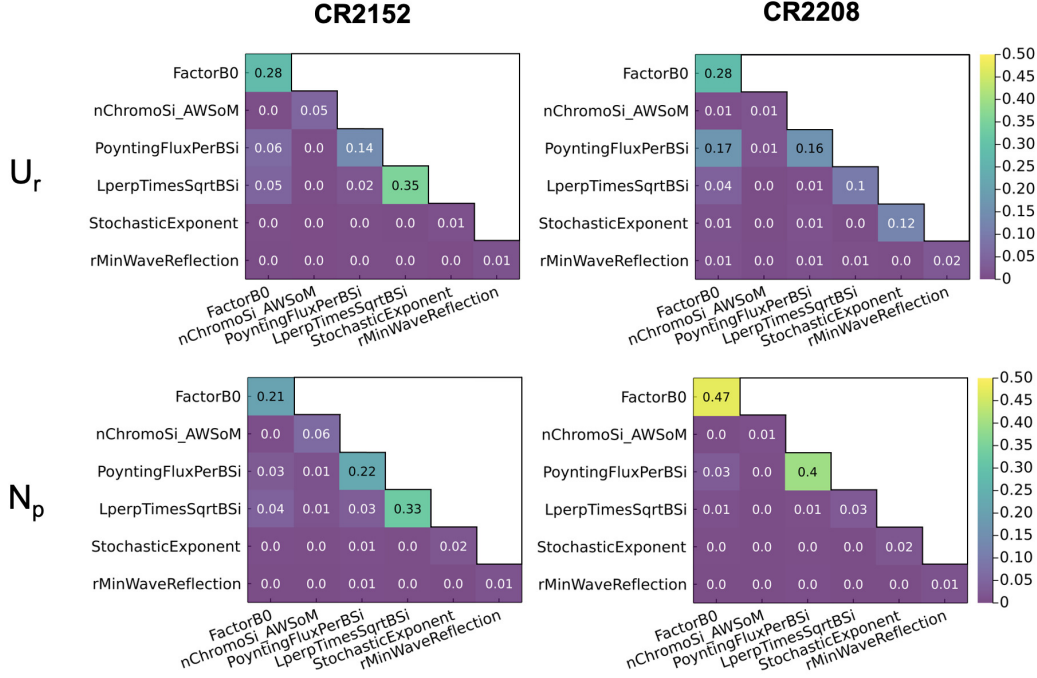 CR2152 CR2208
U_r
FactorB0 0.28
nChromoSi_AWSoM 0.0 0.05
PoyntingFluxPerBSi 0.06 0.0 0.14
LperpTimesSqrtBSi 0.05 0.0 0.02 0.35
StochasticExponent 0.0 0.0 0.0 0.0 0.01
rMinWaveReflection 0.0 0.0 0.0 0.0 0.0 0.01
FactorB0 nChromoSi_AWSoM PoyntingFluxPerBSi LperpTimesSqrtBSi StochasticExponent rMinWaveReflection
FactorB0 0.28
nChromoSi_AWSoM 0.01 0.01
PoyntingFluxPerBSi 0.17 0.01 0.16
LperpTimesSqrtBSi 0.04 0.0 0.01 0.1
StochasticExponent 0.01 0.0 0.01 0.0 0.12
rMinWaveReflection 0.01 0.0 0.01 0.01 0.0 0.02
FactorB0 nChromoSi_AWSoM PoyntingFluxPerBSi LperpTimesSqrtBSi StochasticExponent rMinWaveReflection
0.50
0.45
0.40
0.35
0.30
0.25
0.20
0.15
0.10
0.05
0
N_p
FactorB0 0.21
nChromoSi_AWSoM 0.0 0.06
PoyntingFluxPerBSi 0.03 0.01 0.22
LperpTimesSqrtBSi 0.04 0.01 0.03 0.33
StochasticExponent 0.0 0.0 0.01 0.0 0.02
rMinWaveReflection 0.0 0.0 0.01 0.0 0.0 0.01
FactorB0 nChromoSi_AWSoM PoyntingFluxPerBSi LperpTimesSqrtBSi StochasticExponent rMinWaveReflection
FactorB0 0.47
nChromoSi_AWSoM 0.0 0.01
PoyntingFluxPerBSi 0.03 0.0 0.4
LperpTimesSqrtBSi 0.01 0.0 0.01 0.03
StochasticExponent 0.0 0.0 0.0 0.0 0.02
rMinWaveReflection 0.0 0.0 0.0 0.0 0.0 0.01
FactorB0 nChromoSi_AWSoM PoyntingFluxPerBSi LperpTimesSqrtBSi StochasticExponent rMinWaveReflection
0.50
0.45
0.40
0.35
0.30
0.25
0.20
0.15
0.10
0.05
0